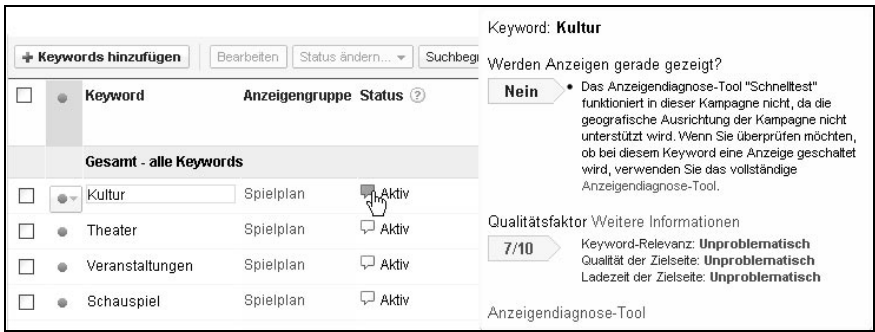 + Keywords hinzufügen
Bearbeiten
Status ändern...
Suchbegr
Keyword Anzeigengruppe Status ?
Gesamt - alle Keywords
Kultur Spielplan Aktiv
Theater Spielplan Aktiv
Veranstaltungen Spielplan Aktiv
Schauspiel Spielplan Aktiv
Keyword: Kultur
Werden Anzeigen gerade gezeigt?
Nein
• Das Anzeigendiagnose-Tool "Schnelltest"
funktioniert in dieser Kampagne nicht, da die
geografische Ausrichtung der Kampagne nicht
unterstützt wird. Wenn Sie überprüfen möchten,
ob bei diesem Keyword eine Anzeige geschaltet
wird, verwenden Sie das vollständige
Anzeigendiagnose-Tool.
Qualitätsfaktor Weitere Informationen
7/10
Keyword-Relevanz: Unproblematisch
Qualität der Zielseite: Unproblematisch
Ladezeit der Zielseite: Unproblematisch
Anzeigendiagnose-Tool